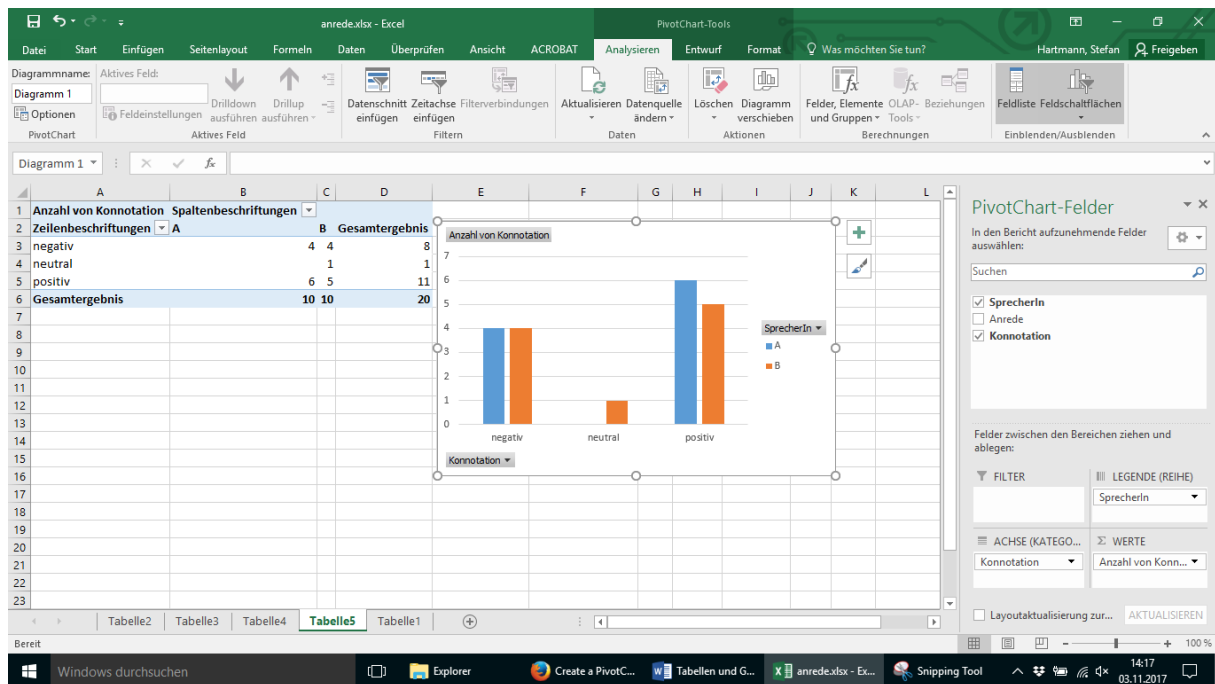 anrede.xlsx - Excel
PivotChart-Tools
Datei Start Einfügen Seitenlayout Formeln Daten Überprüfen Ansicht ACROBAT Analysieren Entwurf Format Was möchten Sie tun? Hartmann, Stefan Freigeben
Diagrammname:
Diagramm 1
Optionen
PivotChart
Aktives Feld:
Feldeinstellungen
Drilldown ausführen
Drillup ausführen
Aktives Feld
Datenschnitt einfügen
Zeitachse einfügen
Filterverbindungen
Filtern
Aktualisieren
Datenquelle ändern
Daten
Löschen
Diagramm verschieben
Aktionen
Felder, Elemente und Gruppen
OLAP-Tools
Beziehungen
Berechnungen
Feldliste
Feldschaltflächen
Einblenden/Ausblenden
Diagramm 1 fx
A B C D E F G H I J K L
1 Anzahl von Konnotation Spaltenbeschriftungen
2 Zeilenbeschriftungen A B Gesamtergebnis
3 negativ 4 4 8
4 neutral 1 1
5 positiv 6 5 11
6 Gesamtergebnis 10 10 20
7
8
9
10
11
12
13
14
15
16
17
18
19
20
21
22
23
Anzahl von Konnotation
7
6
5
4
3
2
1
0
negativ neutral positiv
SprecherIn
A
B
Konnotation
PivotChart-Felder
In den Bericht aufzunehmende Felder
auswählen:
Suchen
SprecherIn
Anrede
Konnotation
Felder zwischen den Bereichen ziehen und
ablegen:
FILTER
LEGENDE (REIHE)
SprecherIn
ACHSE (KATEGO...
Konnotation
Σ WERTE
Anzahl von Konn...
Layoutaktualisierung zur... AKTUALISIEREN
Tabelle2 Tabelle3 Tabelle4 Tabelle5 Tabelle1
Bereit
100 %
Windows durchsuchen Explorer Create a PivotC... Tabellen und G... anrede.xlsx - Ex... Snipping Tool
14:17
03.11.2017